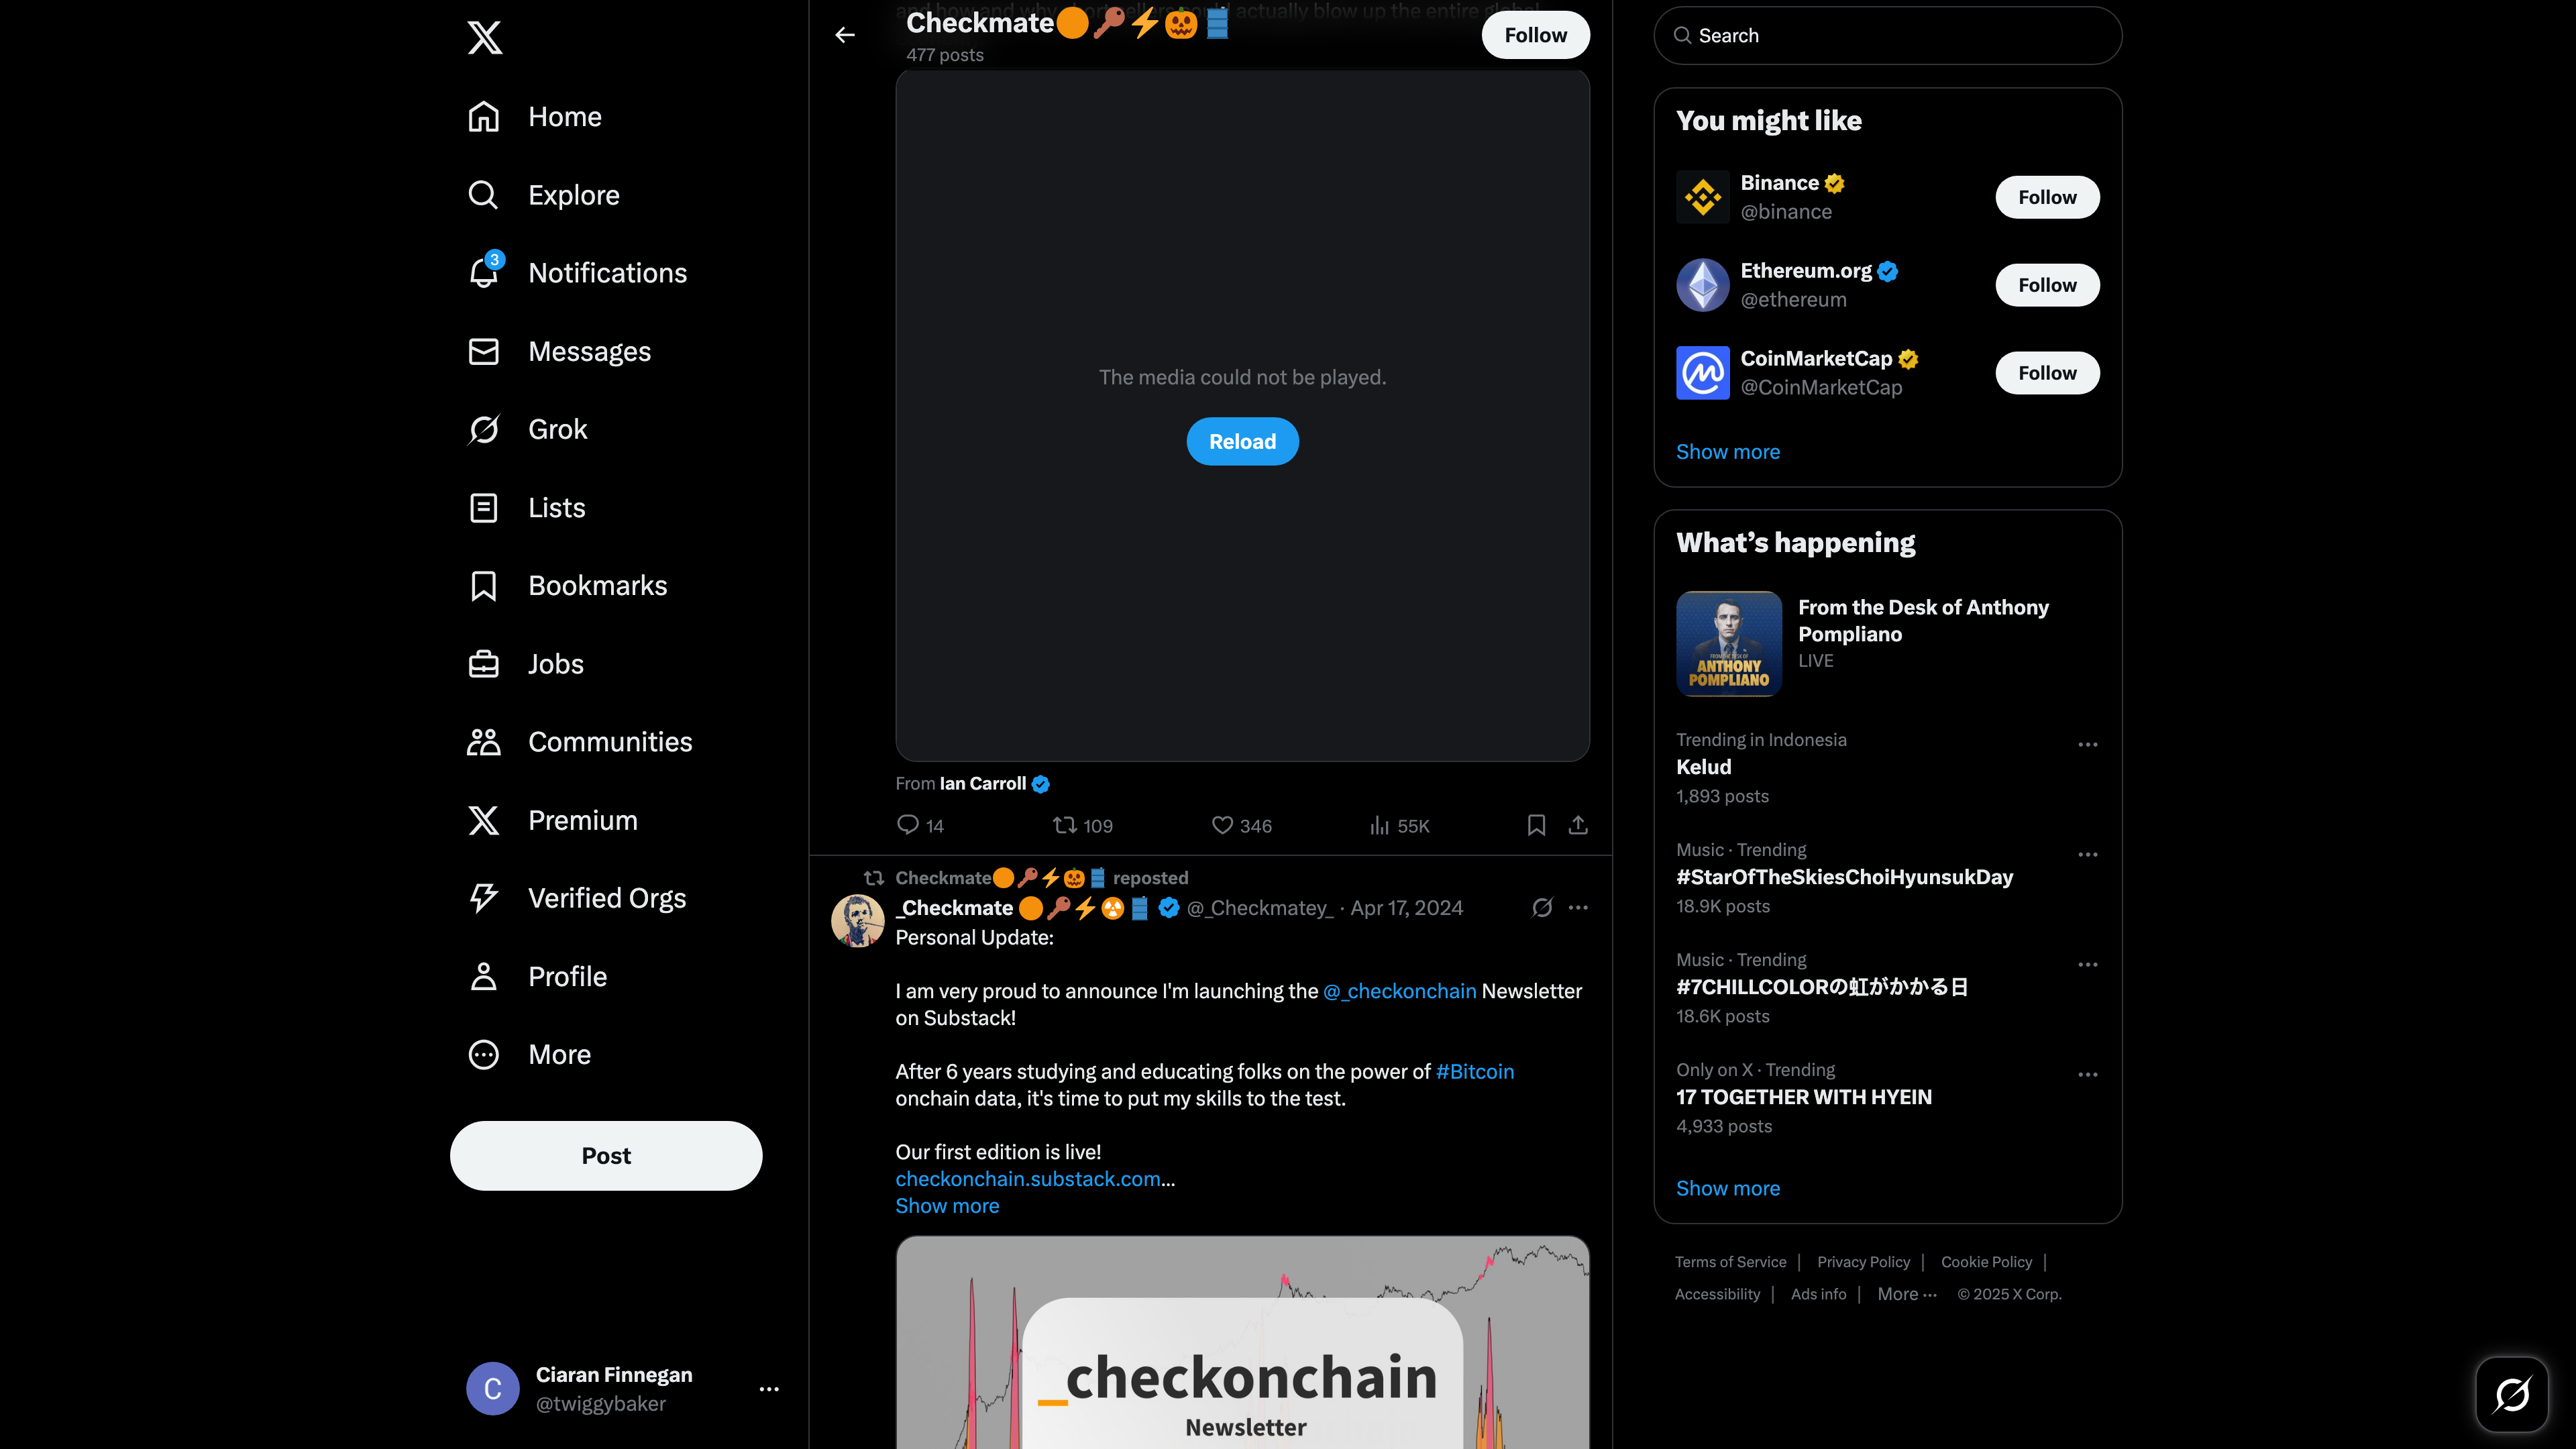 Home
Explore
3
Notifications
Messages
Grok
Lists
Bookmarks
Jobs
Communities
Premium
Verified Orgs
Profile
More
Post
C
Ciaran Finnegan
@twiggybaker
Checkmate🟠🔑⚡🎃
477 posts
Follow
The media could not be played.
Reload
From Ian Carroll
14
109
346
55K
Checkmate🟠🔑⚡🎃 reposted
_Checkmate 🟠🔑⚡☢ @_Checkmatey_ · Apr 17, 2024
Personal Update:
I am very proud to announce I'm launching the @_checkonchain Newsletter
on Substack!
After 6 years studying and educating folks on the power of #Bitcoin
onchain data, it's time to put my skills to the test.
Our first edition is live!
checkonchain.substack.com...
Show more
_checkonchain
Newsletter
Search
You might like
Binance
@binance
Follow
Ethereum.org
@ethereum
Follow
CoinMarketCap
@CoinMarketCap
Follow
Show more
What's happening
FROM THE DESK OF
ANTHONY
POMPLIANO
From the Desk of Anthony
Pompliano
LIVE
Trending in Indonesia
Kelud
1,893 posts
Music · Trending
#StarOfTheSkiesChoiHyunsukDay
18.9K posts
Music · Trending
#7CHILLCOLORの虹がかかる日
18.6K posts
Only on X · Trending
17 TOGETHER WITH HYEIN
4,933 posts
Show more
Terms of Service | Privacy Policy | Cookie Policy |
Accessibility | Ads info | More ··· © 2025 X Corp.